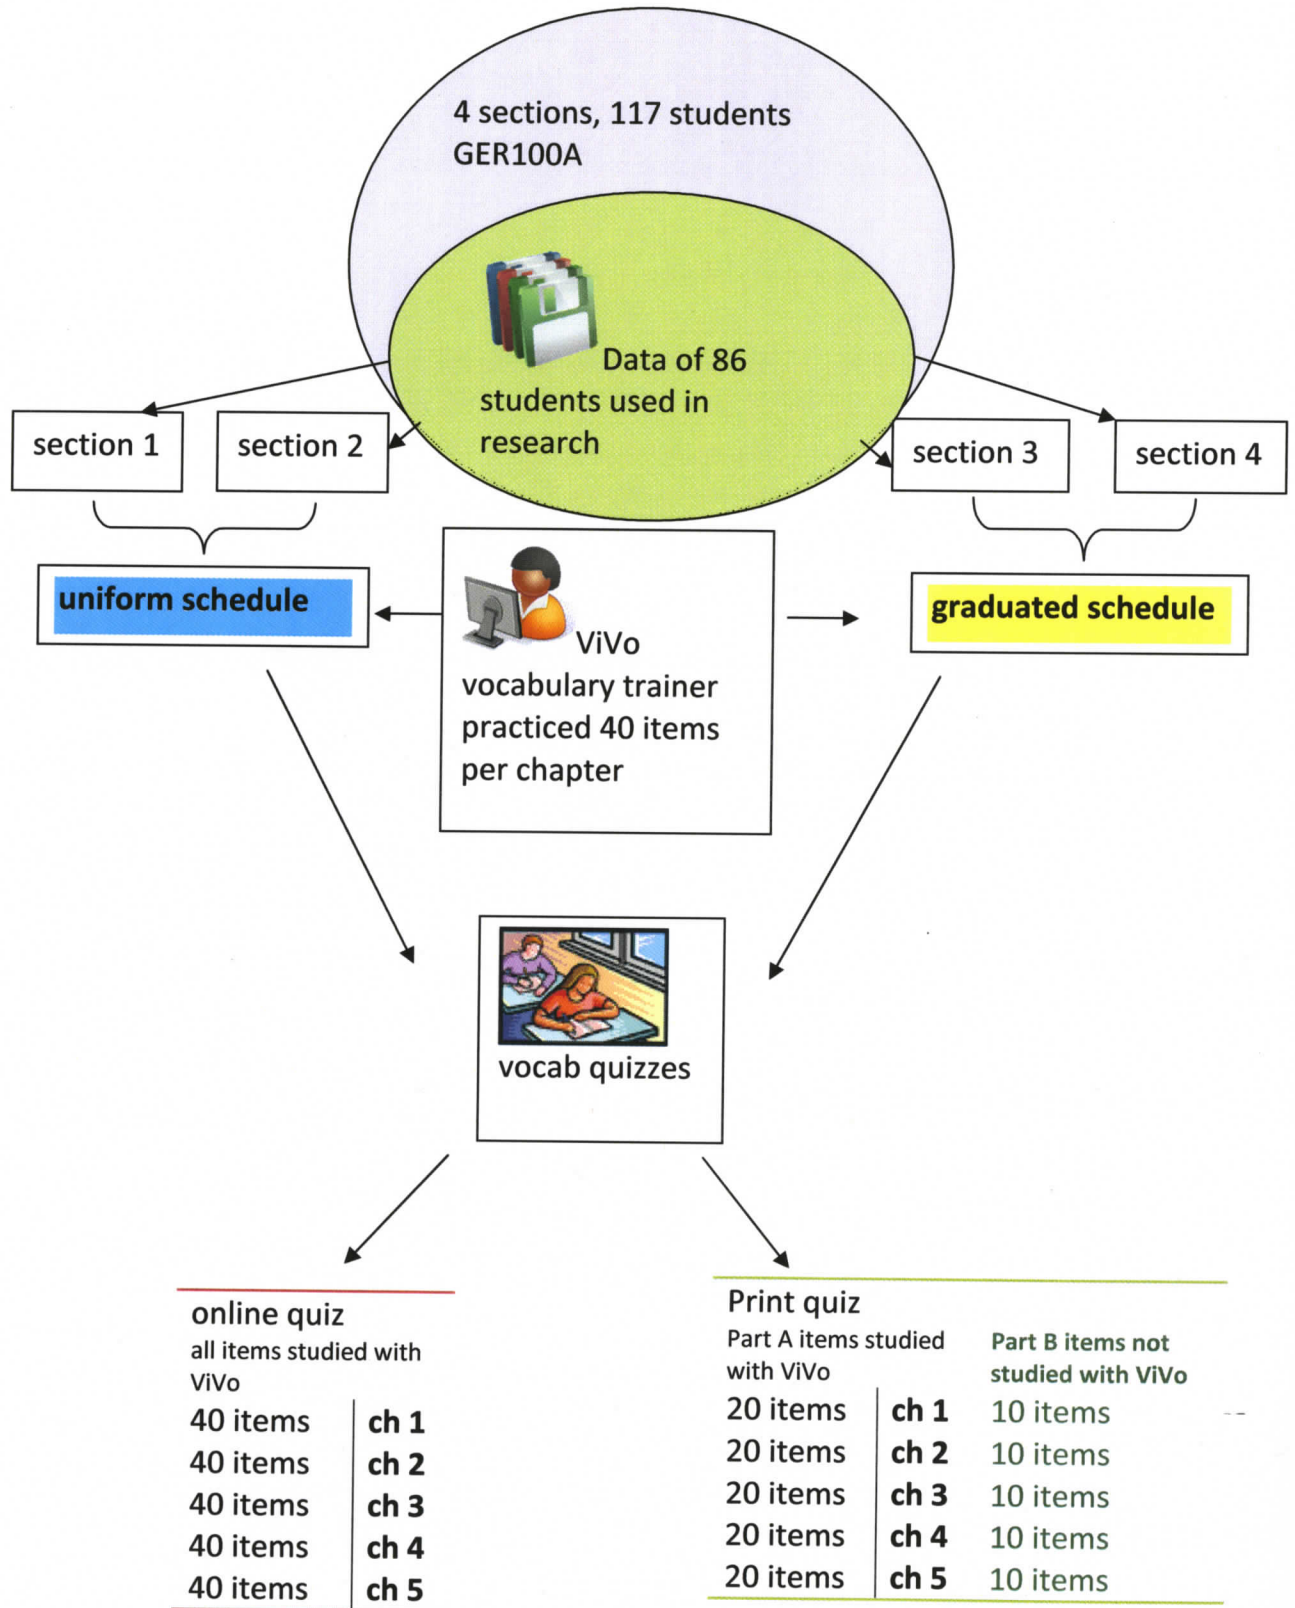 4 sections, 117 students
GER100A
Data of 86
students used in
research
section 1
section 2
section 3
section 4
uniform schedule
ViVo
vocabulary trainer
practiced 40 items
per chapter
graduated schedule
vocab quizzes
online quiz
all items studied with
ViVo
40 items ch 1
40 items ch 2
40 items ch 3
40 items ch 4
40 items ch 5
Print quiz
Part A items studied
with ViVo
Part B items not
studied with ViVo
20 items ch 1 10 items
20 items ch 2 10 items
20 items ch 3 10 items
20 items ch 4 10 items
20 items ch 5 10 items